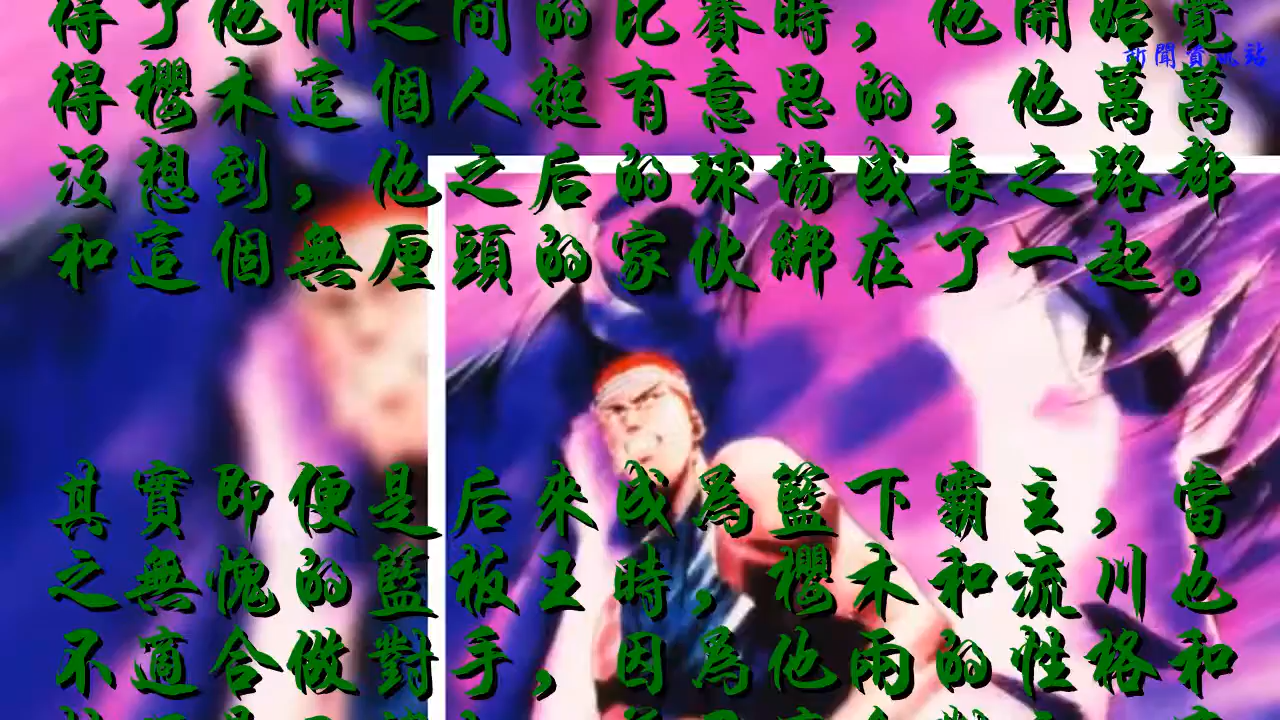 得了他們之間的比賽時，他開始覺
新聞資訊站
得櫻木這個人挺有意思的，他萬萬
沒想到，他之后的球場成長之路都
和這個無厘頭的家伙綁在了一起。
其實即便是后來成為籃下霸主，當
之無愧的籃板王時，櫻木和流川也
不適合做對手，因為他兩的性格和